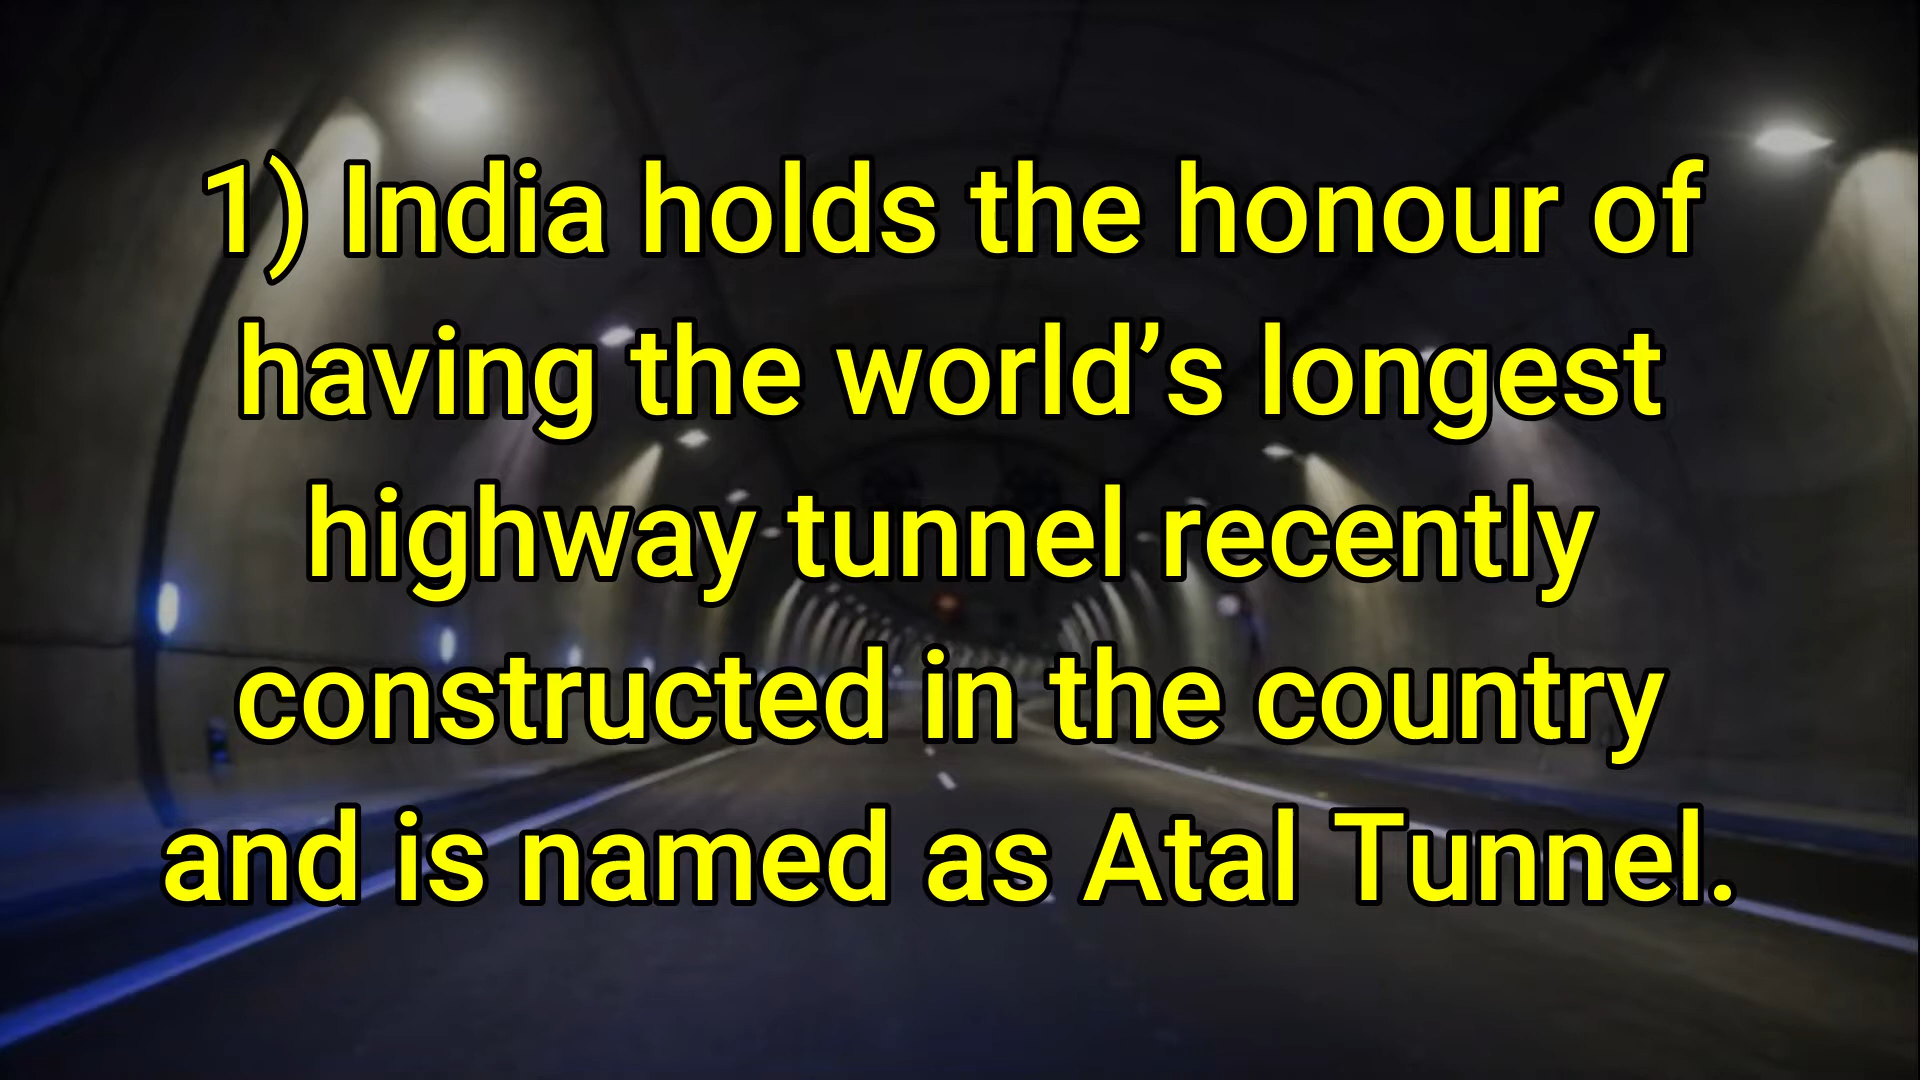 1) India holds the honour of
having the world’s longest
highway tunnel recently
constructed in the country
and is named as Atal Tunnel.